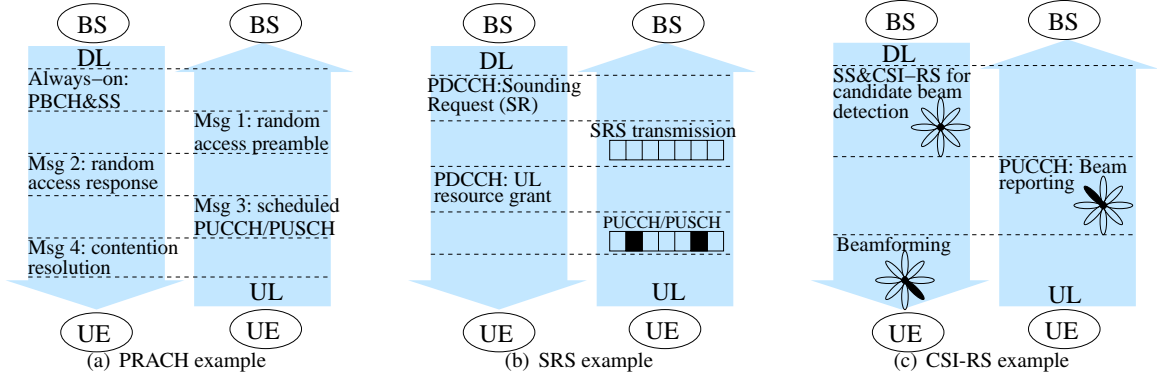 BS
BS
DL
Always−on:
PBCH&SS
Msg 1: random
access preamble
Msg 2: random
access response
Msg 3: scheduled
PUCCH/PUSCH
Msg 4: contention
resolution
UL
UE
UE
(a) PRACH example
BS
BS
DL
PDCCH:Sounding
Request (SR)
SRS transmission
PDCCH: UL
resource grant
PUCCH/PUSCH
UL
UE
UE
(b) SRS example
BS
BS
DL
SS&CSI−RS for
candidate beam
detection
PUCCH: Beam
reporting
Beamforming
UL
UE
UE
(c) CSI-RS example